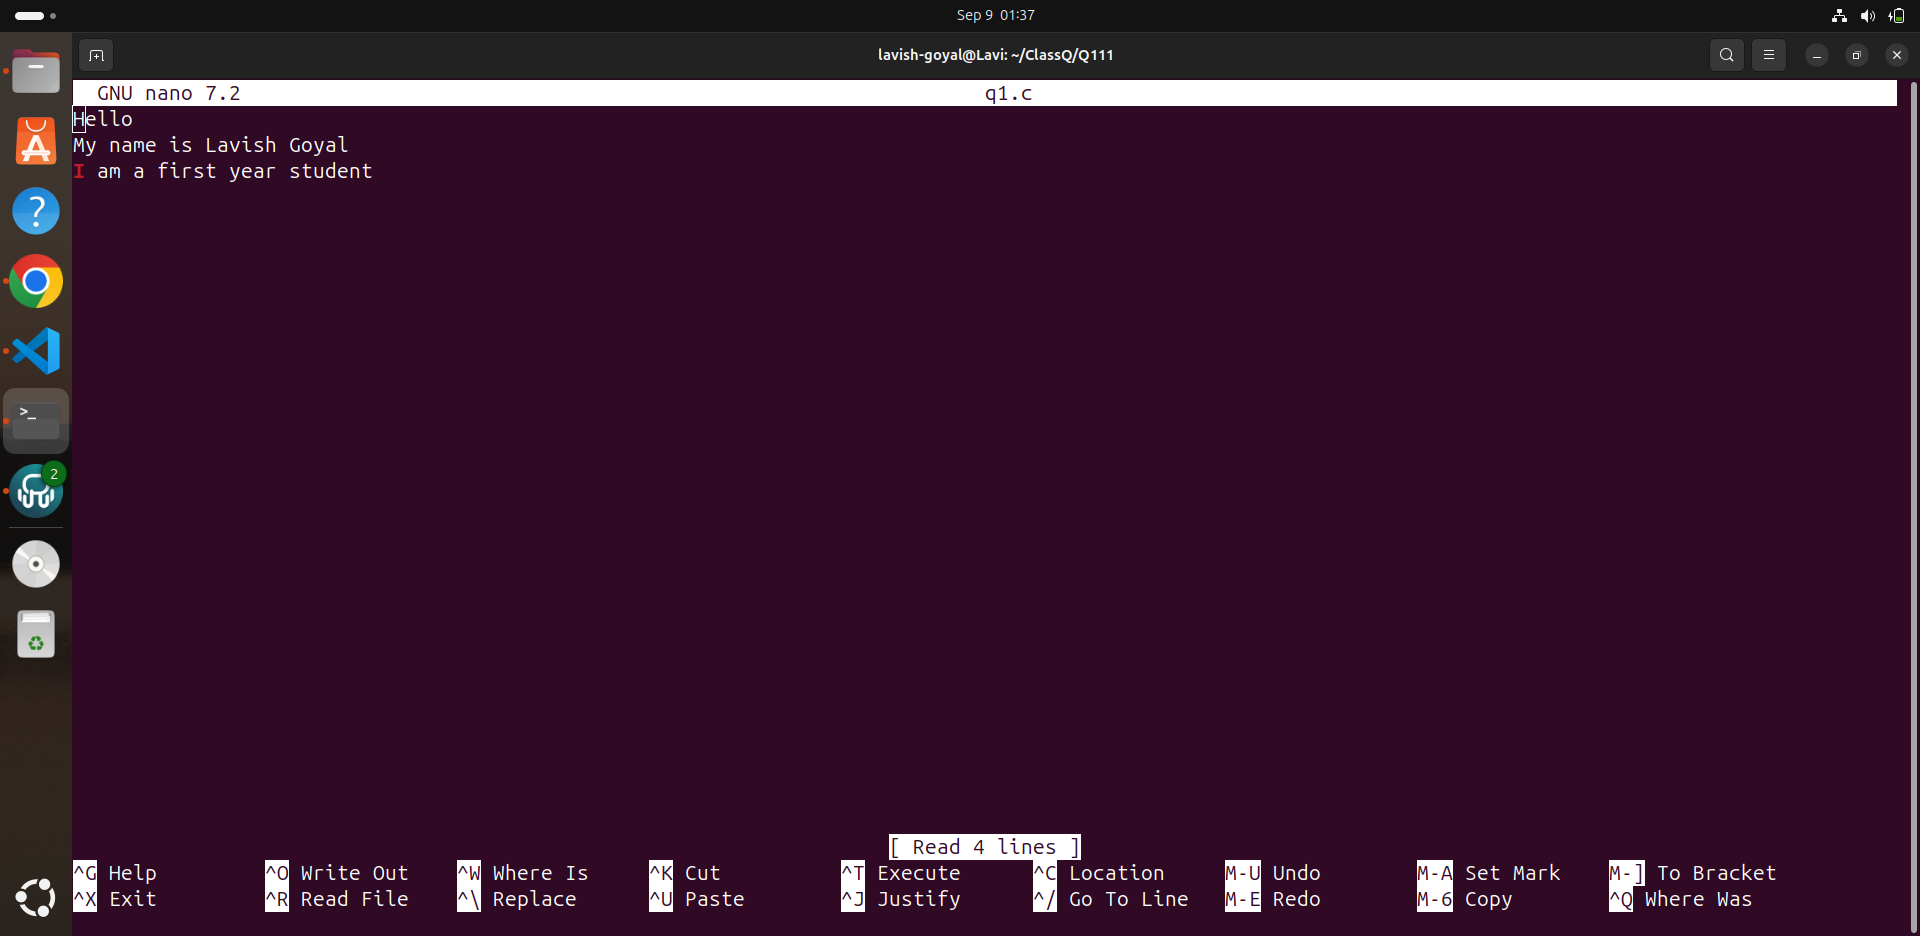 Sep 9 01:37
lavish-goyal@Lavi: ~/ClassQ/Q111
GNU nano 7.2 q1.c
Hello
My name is Lavish Goyal
I am a first year student
2
[ Read 4 lines ]
^G Help ^O Write Out ^W Where Is ^K Cut ^T Execute ^C Location M-U Undo M-A Set Mark M-] To Bracket
^X Exit ^R Read File ^\ Replace ^U Paste ^J Justify ^/ Go To Line M-E Redo M-6 Copy ^Q Where Was